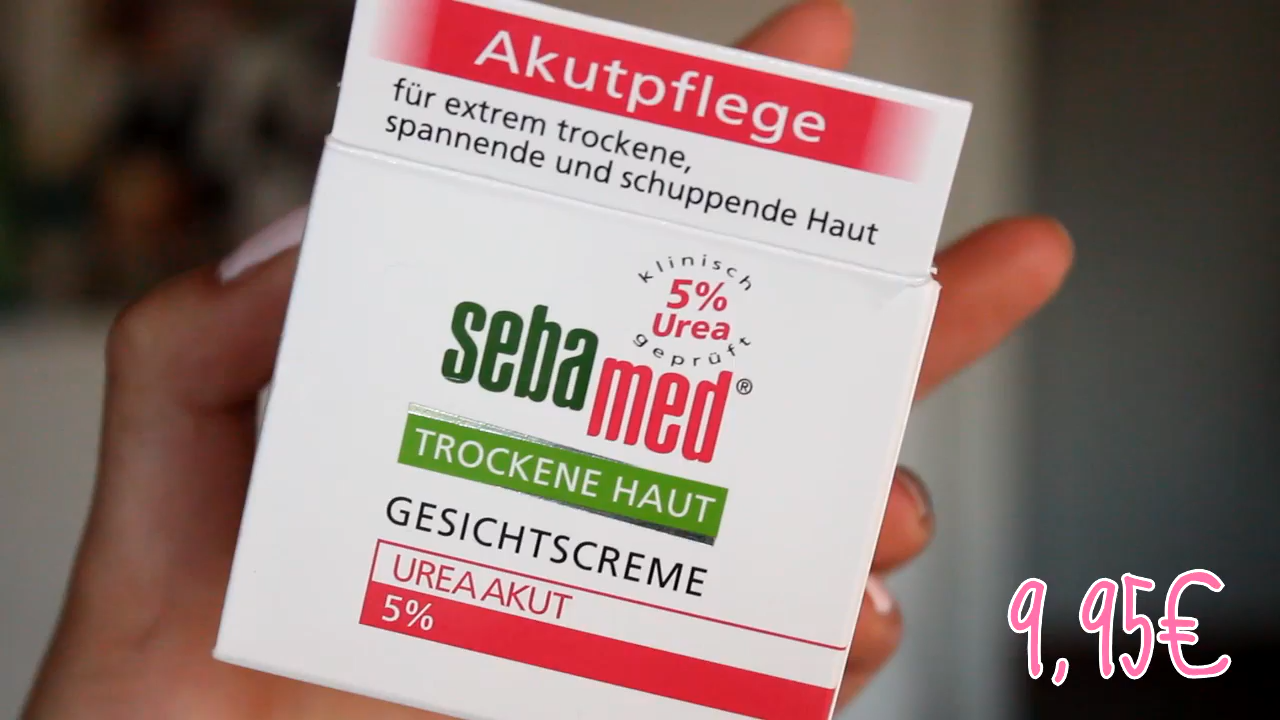 Akutpflege
für extrem trockene,
spannende und schuppende Haut
klinisch
5%
Urea
geprüft
sebamed®
TROCKENE HAUT
GESICHTSCREME
UREA AKUT
5%
9,95€